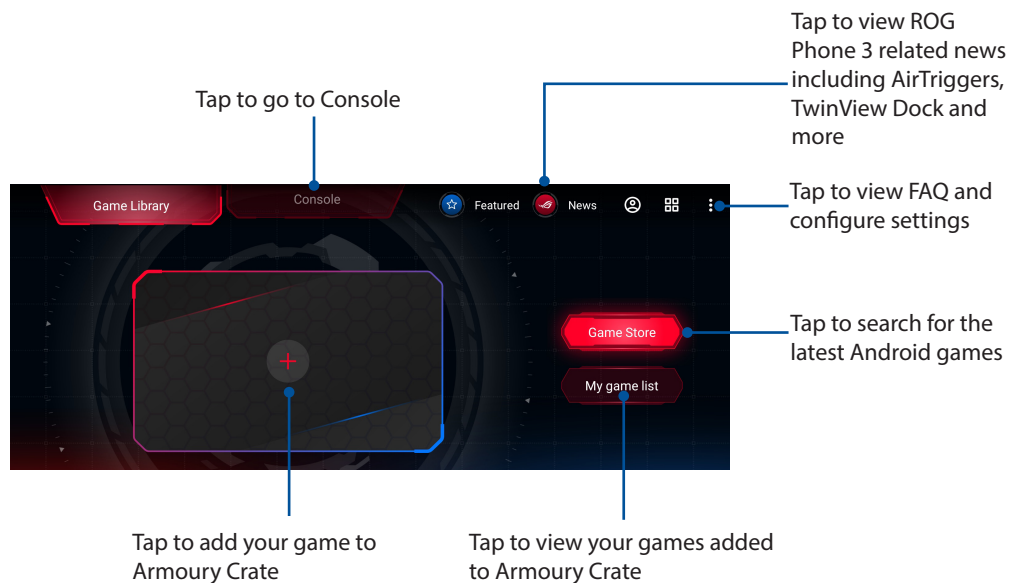 Tap to view ROG
Phone 3 related news
including AirTriggers,
TwinView Dock and
more
Tap to go to Console
Game Library
Console
Featured
News
Tap to view FAQ and
configure settings
Game Store
Tap to search for the
latest Android games
My game list
Tap to add your game to
Armoury Crate
Tap to view your games added
to Armoury Crate